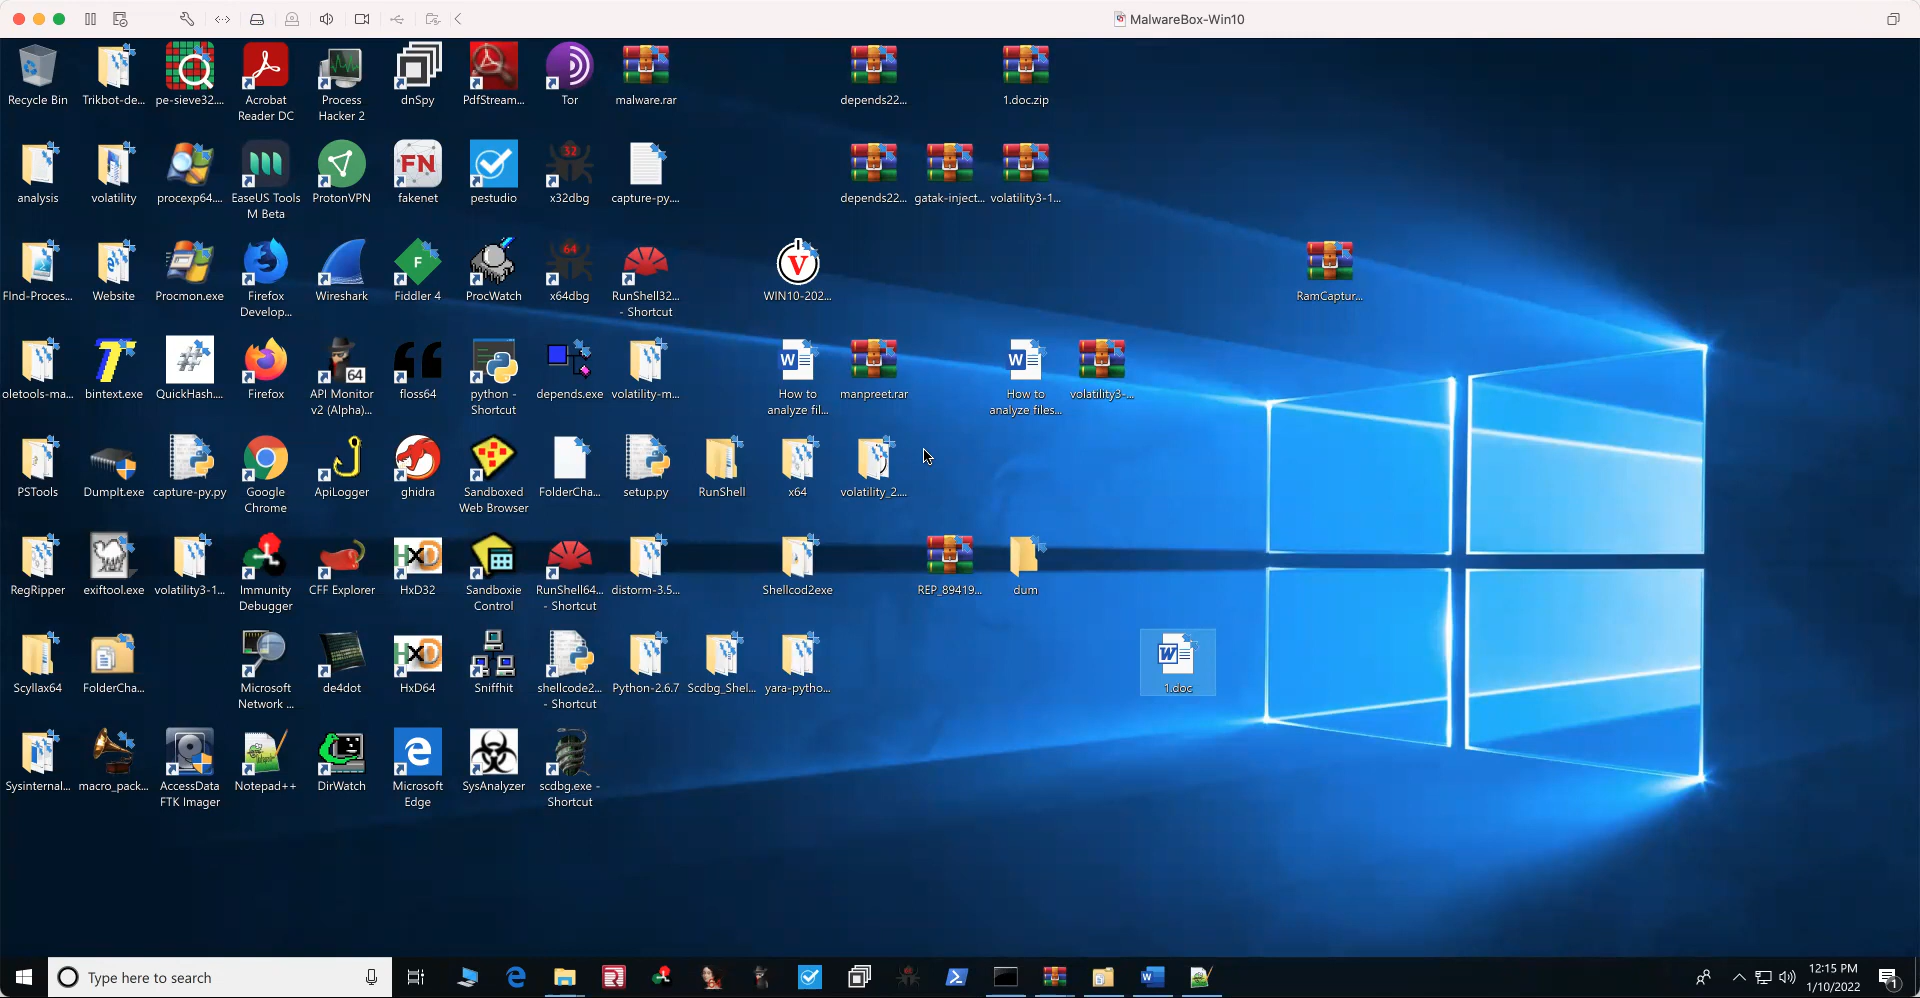 MalwareBox-Win10
Recycle Bin
Trikbot-de...
pe-sieve32....
Acrobat
Reader DC
Process
Hacker 2
dnSpy
PdfStream...
Tor
malware.rar
depends22...
1.doc.zip
analysis
volatility
procexp64....
EaseUS Tools
M Beta
ProtonVPN
FN
fakenet
pestudio
32
x32dbg
capture-py....
depends22...
gatak-inject...
volatility3-1...
FInd-Proces...
Website
Procmon.exe
Firefox
Develop...
Wireshark
F
Fiddler 4
ProcWatch
64
x64dbg
RunShell32...
- Shortcut
V
WIN10-202...
RamCaptur...
oletools-ma...
bintext.exe
QuickHash....
Firefox
64
API Monitor
v2 (Alpha)...
floss64
python -
Shortcut
depends.exe
volatility-m...
W
How to
analyze fil...
manpreet.rar
W
How to
analyze files...
volatility3-...
PSTools
DumpIt.exe
capture-py.py
Google
Chrome
ApiLogger
ghidra
Sandboxed
Web Browser
FolderCha...
setup.py
RunShell
x64
volatility_2....
RegRipper
exiftool.exe
volatility3-1...
Immunity
Debugger
CFF Explorer
HxD
HxD32
Sandboxie
Control
RunShell64...
- Shortcut
distorm-3.5...
Shellcod2exe
REP_89419...
dum
Scyllax64
FolderCha...
Microsoft
Network ...
de4dot
HxD
HxD64
Sniffhit
shellcode2...
- Shortcut
Python-2.6.7
Scdbg_Shel...
yara-pytho...
W
1.doc
Sysinternal...
macro_pack...
AccessData
FTK Imager
Notepad++
DirWatch
Microsoft
Edge
SysAnalyzer
scdbg.exe -
Shortcut
Type here to search
12:15 PM
1/10/2022
1